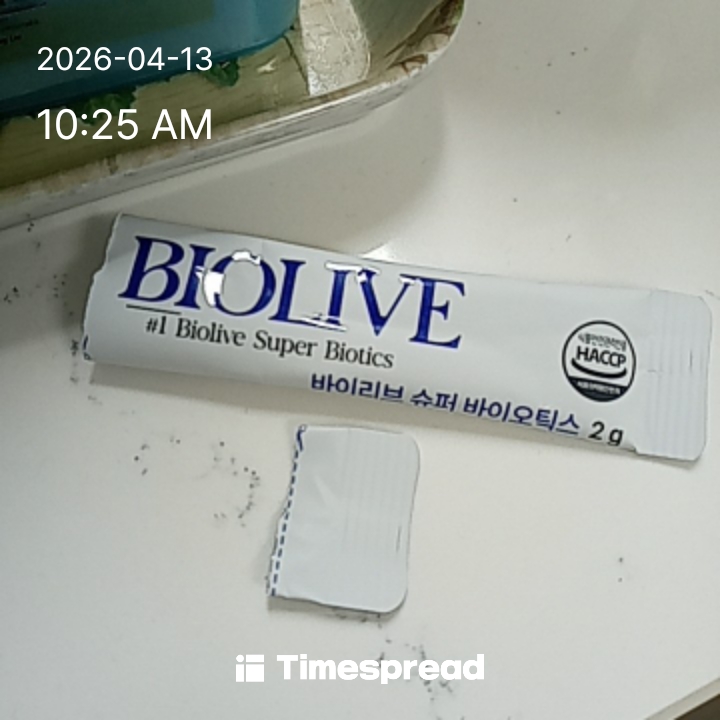 2026-04-13
10:25 AM
BIOLIVE
#1 Biolive Super Biotics
HACCP
바이리브 슈퍼 바이오틱스 2 g
Timespread